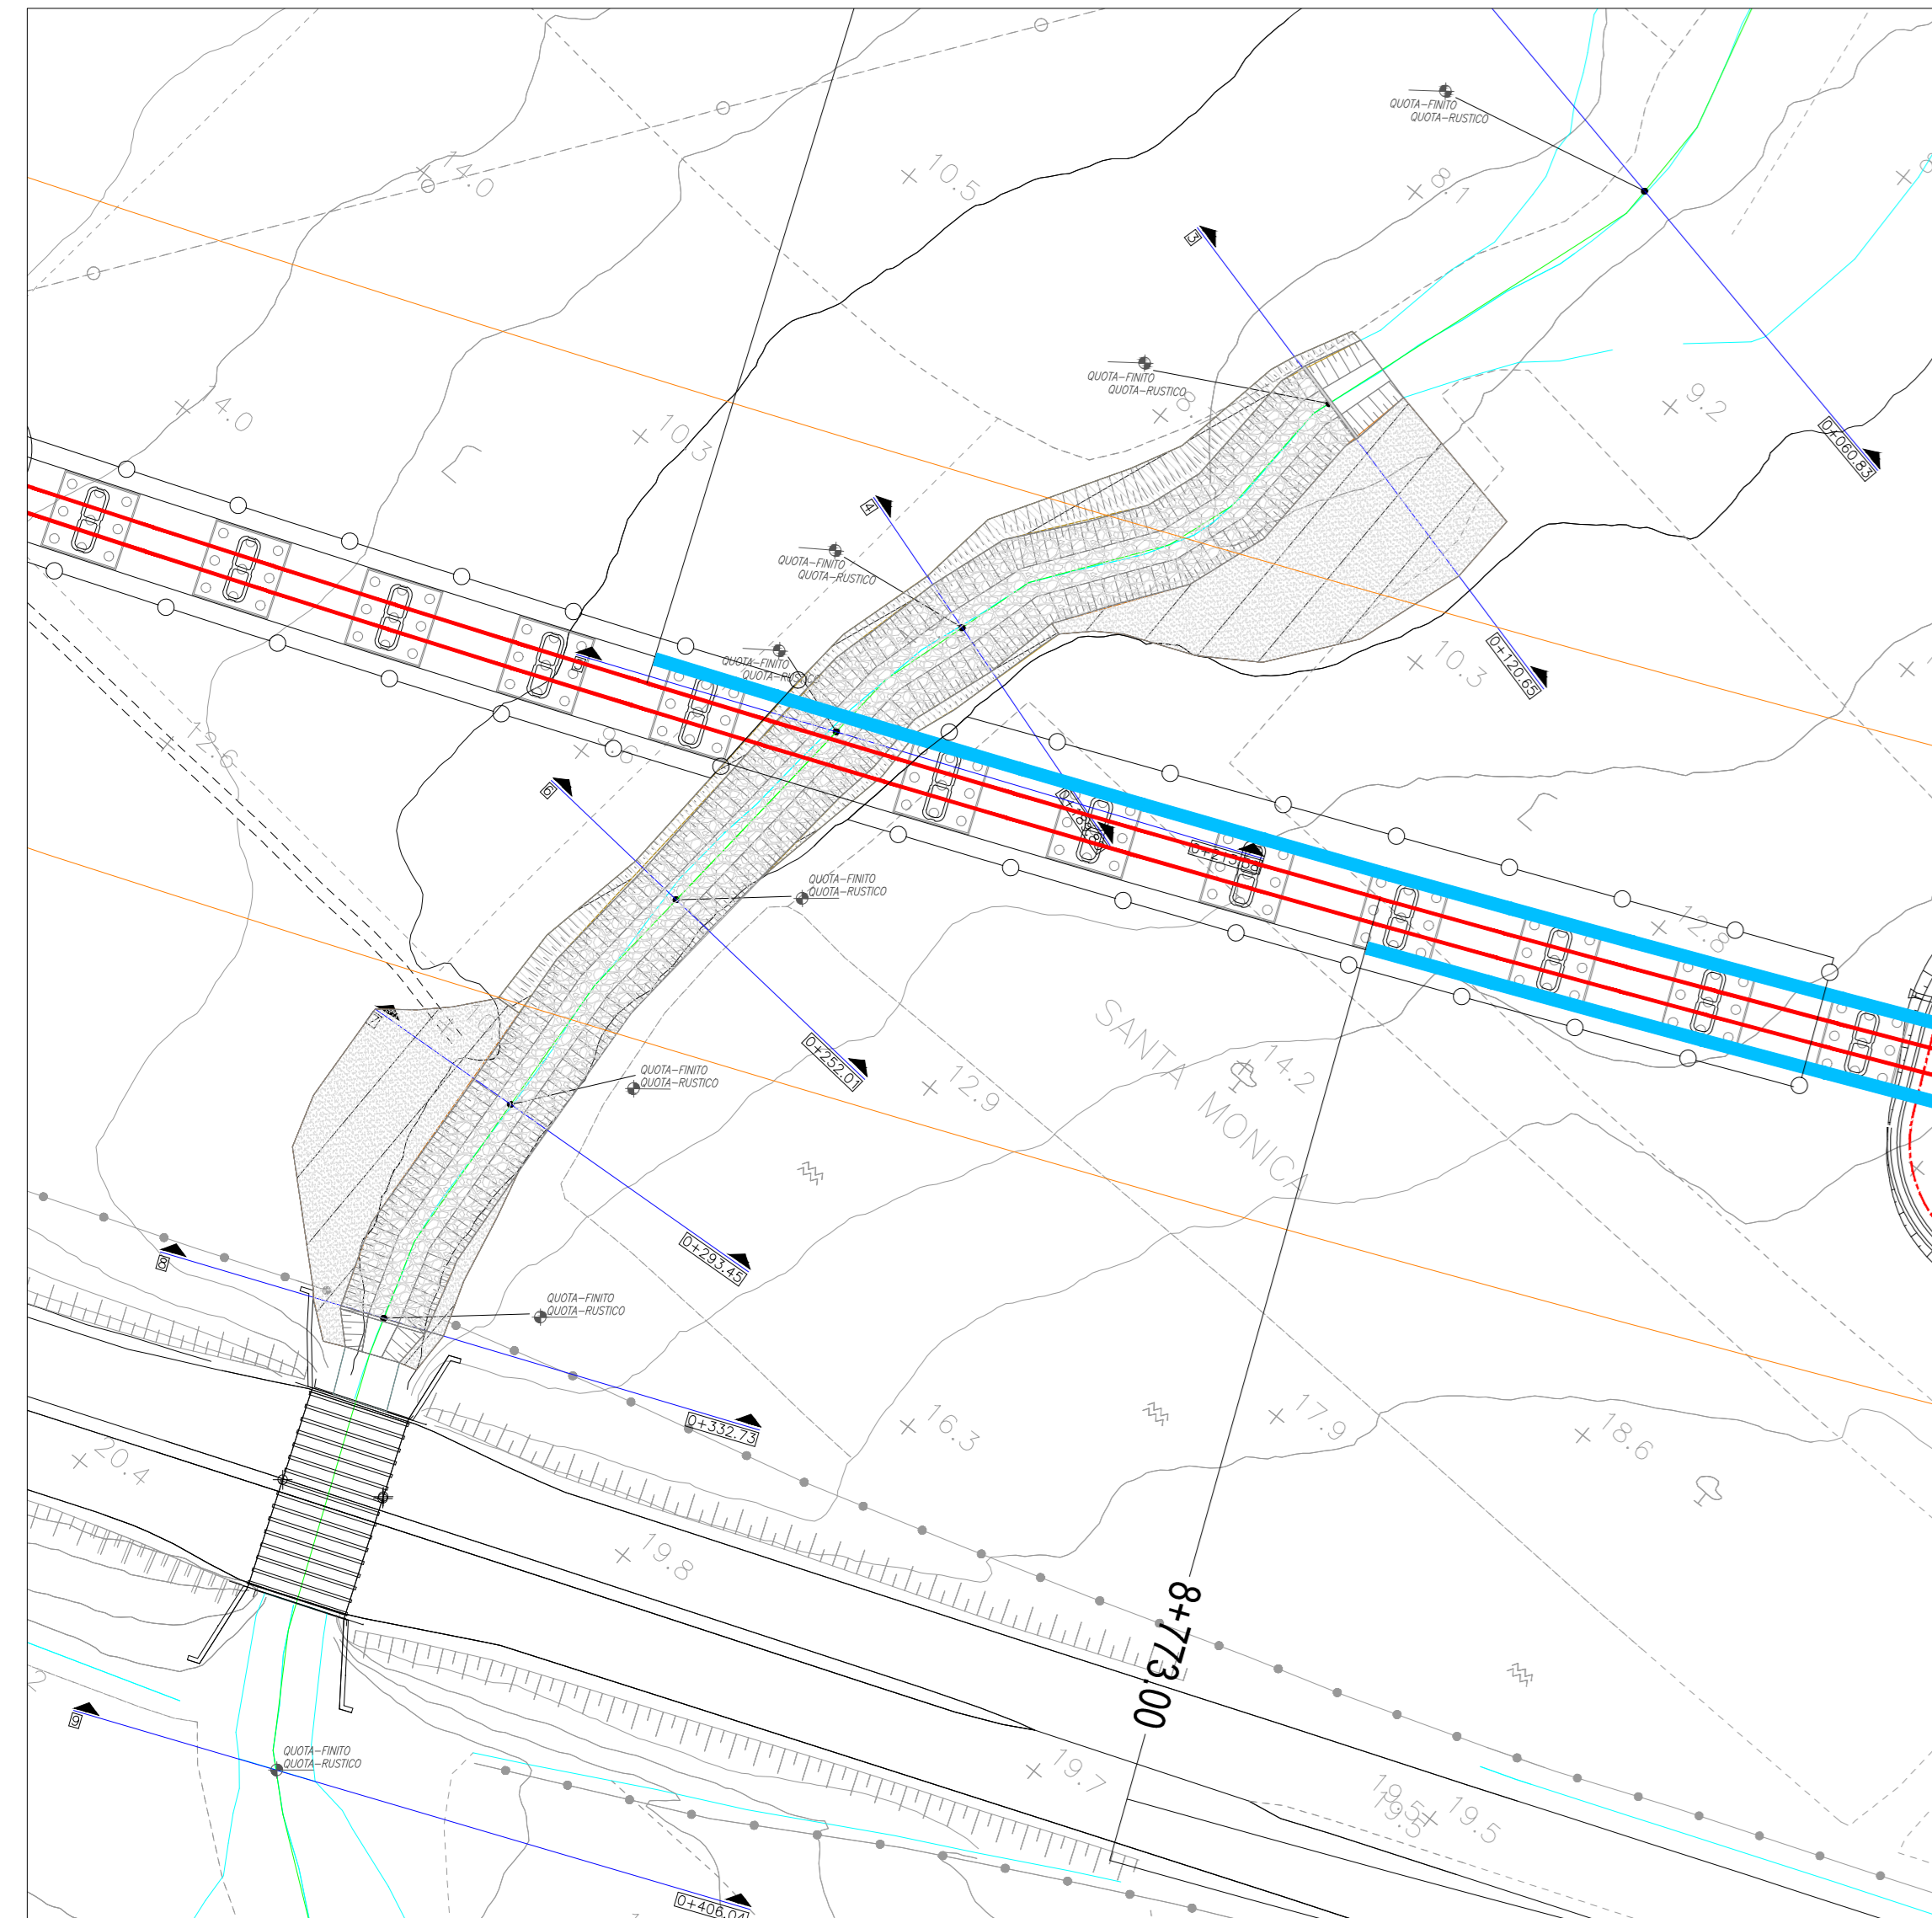 QUOTA-FINITO
QUOTA-RUSTICO
14.0
10.5
8.1
3
QUOTA-FINITO
QUOTA-RUSTICO
14.0
10.3
9.2
0+060.83
4
QUOTA-FINITO
QUOTA-RUSTICO
QUOTA-FINITO
QUOTA-RUSTICO
10.3
0+120.65
12.6
6
QUOTA-FINITO
QUOTA-RUSTICO
12.8
0+252.01
SANTA
MONICA
14.2
12.9
QUOTA-FINITO
QUOTA-RUSTICO
8
0+293.45
QUOTA-FINITO
QUOTA-RUSTICO
0+332.73
16.3
17.9
18.6
20.4
19.8
8+773.00
9
QUOTA-FINITO
QUOTA-RUSTICO
19.7
19.5
19.5
19.5
0+406.04